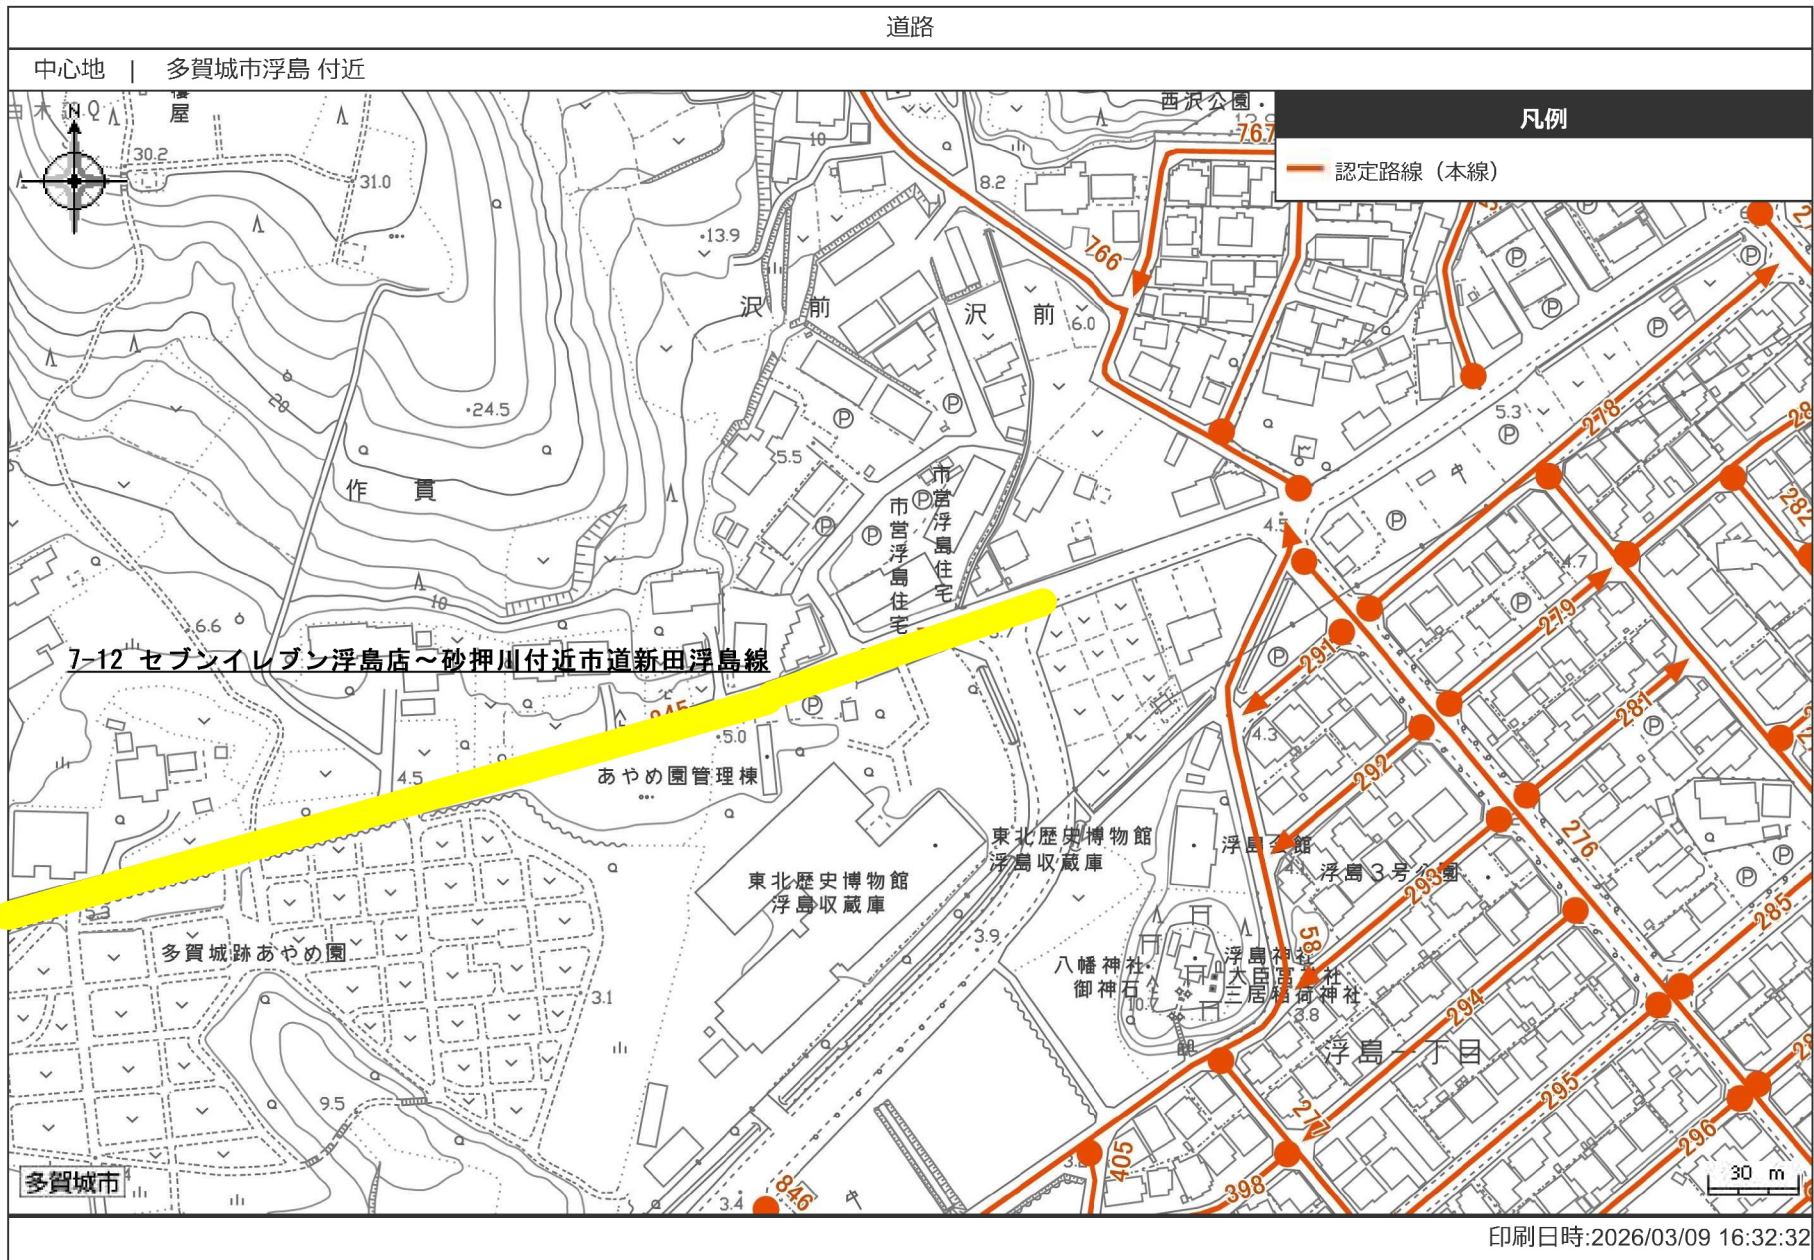 道路
中心地 | 多賀城市浮島 付近
凡例
認定路線（本線）
西沢公園
767
N
30.2
31.0
10
8.2
13.9
766
沢 前
沢 前
6.0
20
24.5
5.3
278
5.5
作 貫
市営浮島住宅
市営浮島住宅
282
4.7
10
6.6
279
291
7-12 セブンイレブン浮島店～砂押川付近市道新田浮島線
281
5.0
4.3
4.5
あやめ園管理棟
292
276
東北歴史博物館
浮島収蔵庫
浮島会館
浮島3号公園
293
東北歴史博物館
浮島収蔵庫
285
5.3
多賀城跡あやめ園
3.9
58
浮島神社
大臣宮神社
三居稲荷神社
八幡神社
御神石
10.7
3.1
3.8
294
浮島一丁目
295
9.5
277
296
405
398
846
3.4
多賀城市
30 m
印刷日時:2026/03/09 16:32:32